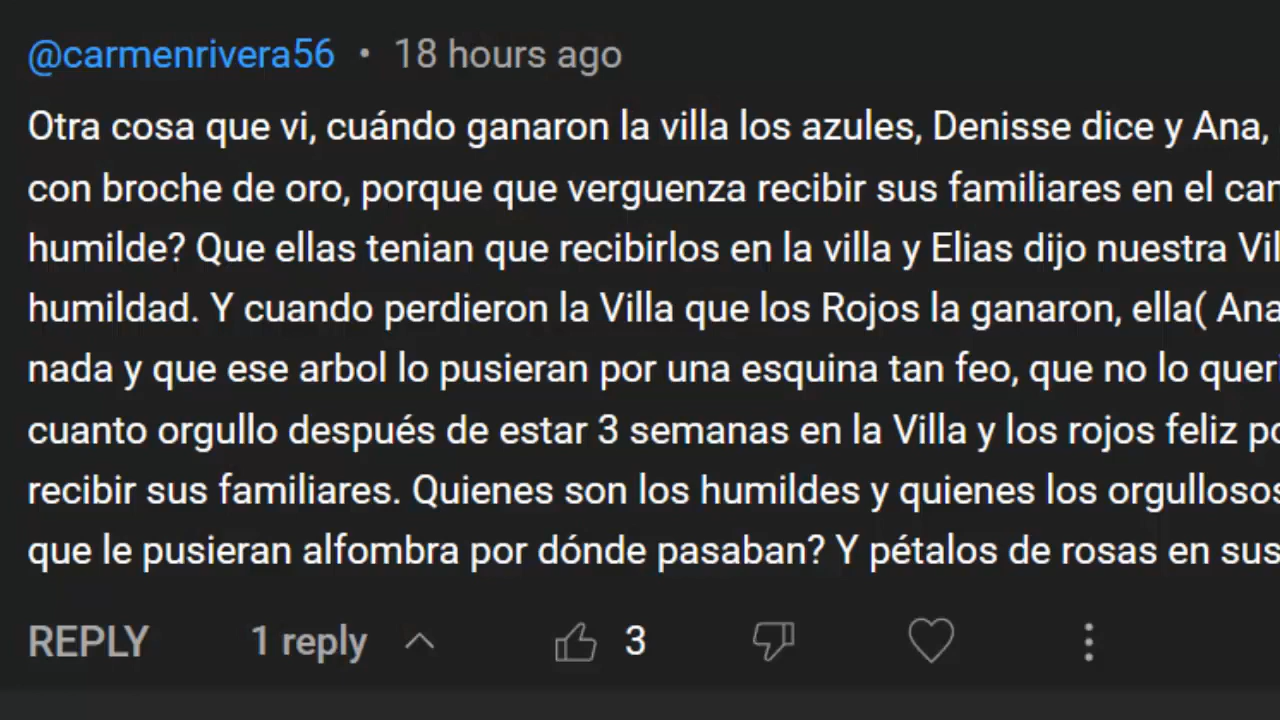 @carmenrivera56 • 18 hours ago
Otra cosa que vi, cuándo ganaron la villa los azules, Denisse dice y Ana,
con broche de oro, porque que verguenza recibir sus familiares en el
humilde? Que ellas tenian que recibirlos en la villa y Elias dijo nuestra
humildad. Y cuando perdieron la Villa que los Rojos la ganaron, ella( Ana
nada y que ese arbol lo pusieran por una esquina tan feo, que no lo
cuanto orgullo después de estar 3 semanas en la Villa y los rojos feliz
recibir sus familiares. Quienes son los humildes y quienes los orgullosos
que le pusieran alfombra por dónde pasaban? Y pétalos de rosas en sus
REPLY 1 reply 3